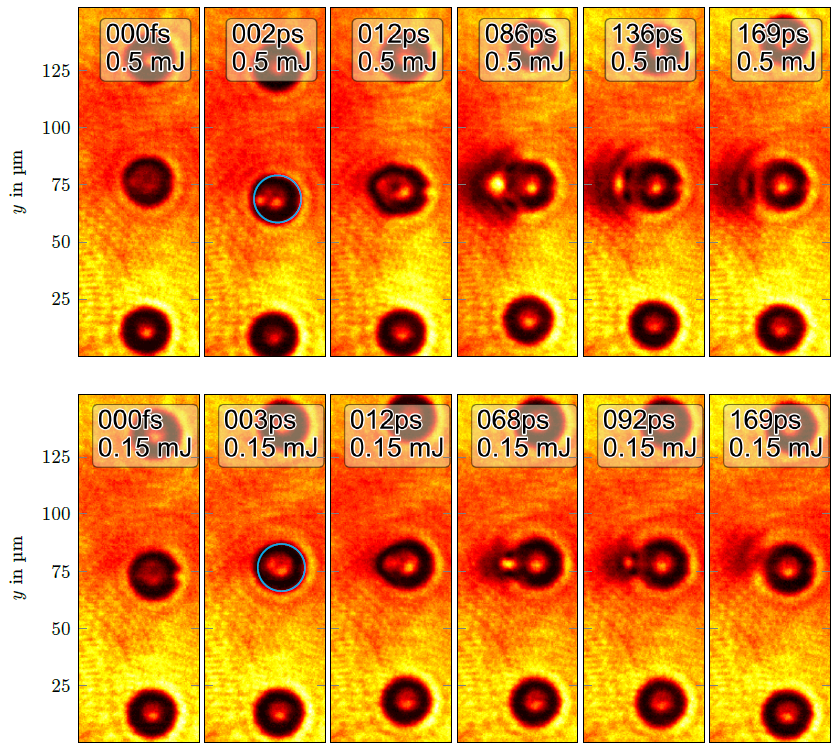 000fs
0.5 mJ
002ps
0.5 mJ
012ps
0.5 mJ
086ps
0.5 mJ
136ps
0.5 mJ
169ps
0.5 mJ
125
100
75
50
25
y in µm
000fs
0.15 mJ
003ps
0.15 mJ
012ps
0.15 mJ
068ps
0.15 mJ
092ps
0.15 mJ
169ps
0.15 mJ
125
100
75
50
25
y in µm